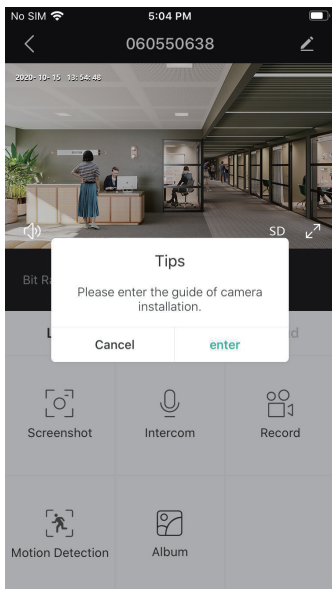 No SIM 5:04 PM
060550638
2020-10-15 13:54:48
SD
Tips
Bit R
Please enter the guide of camera
installation.
L
d
Cancel enter
Screenshot Intercom Record
Motion Detection Album